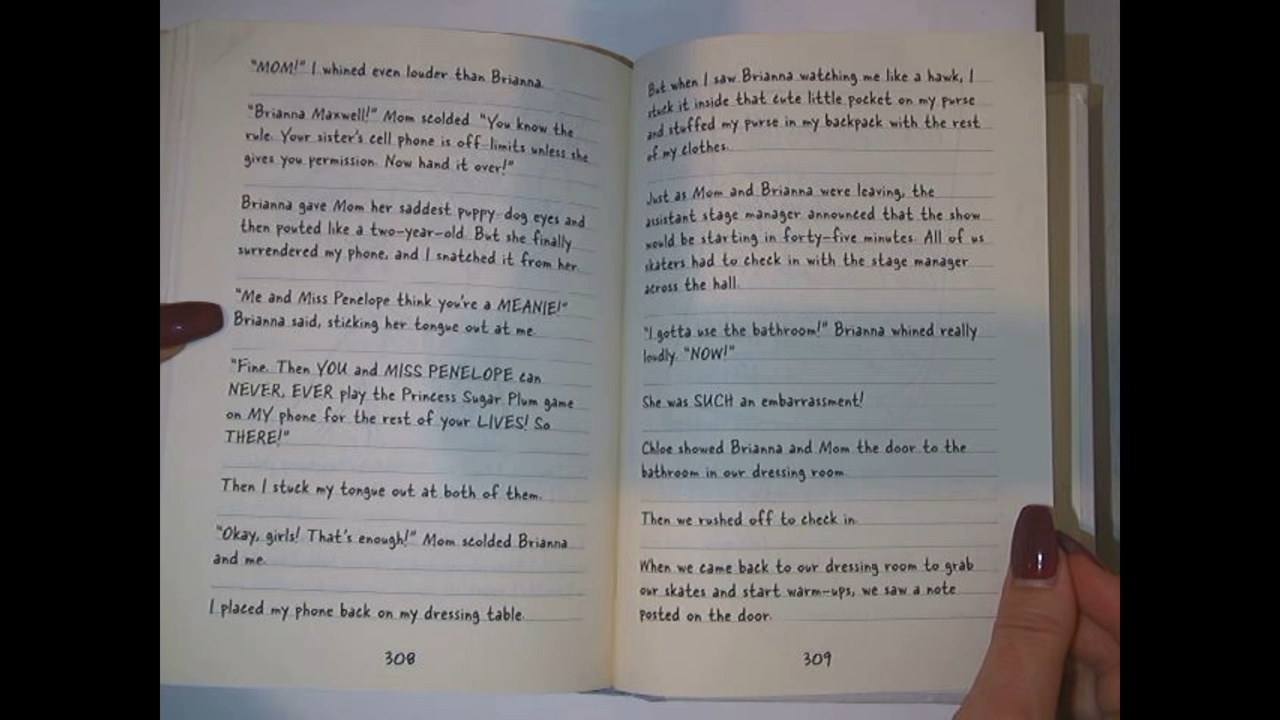 "MOM!" I whined even louder than Brianna.
"Brianna Maxwell!" Mom scolded. "You know the
rule. Your sister's cell phone is off-limits unless she
gives you permission. Now hand it over!"
Brianna gave Mom her saddest puppy-dog eyes and
then pouted like a two-year-old. But she finally
surrendered my phone, and I snatched it from her.
"Me and Miss Penelope think you're a MEANIE!"
Brianna said, sticking her tongue out at me.
"Fine. Then YOU and MISS PENELOPE can
NEVER, EVER play the Princess Sugar Plum game
on MY phone for the rest of your LIVES! So
THERE!"
Then I stuck my tongue out at both of them.
"Okay, girls! That's enough!" Mom scolded Brianna
and me.
I placed my phone back on my dressing table.
308
But when I saw Brianna watching me like a hawk, I
stuck it inside that cute little pocket on my purse
and stuffed my purse in my backpack with the rest
of my clothes.
Just as Mom and Brianna were leaving, the
assistant stage manager announced that the show
would be starting in forty-five minutes. All of us
skaters had to check in with the stage manager
across the hall.
"I gotta use the bathroom!" Brianna whined really
loudly. "NOW!"
She was SUCH an embarrassment!
Chloe showed Brianna and Mom the door to the
bathroom in our dressing room.
Then we rushed off to check in.
When we came back to our dressing room to grab
our skates and start warm-ups, we saw a note
posted on the door.
309